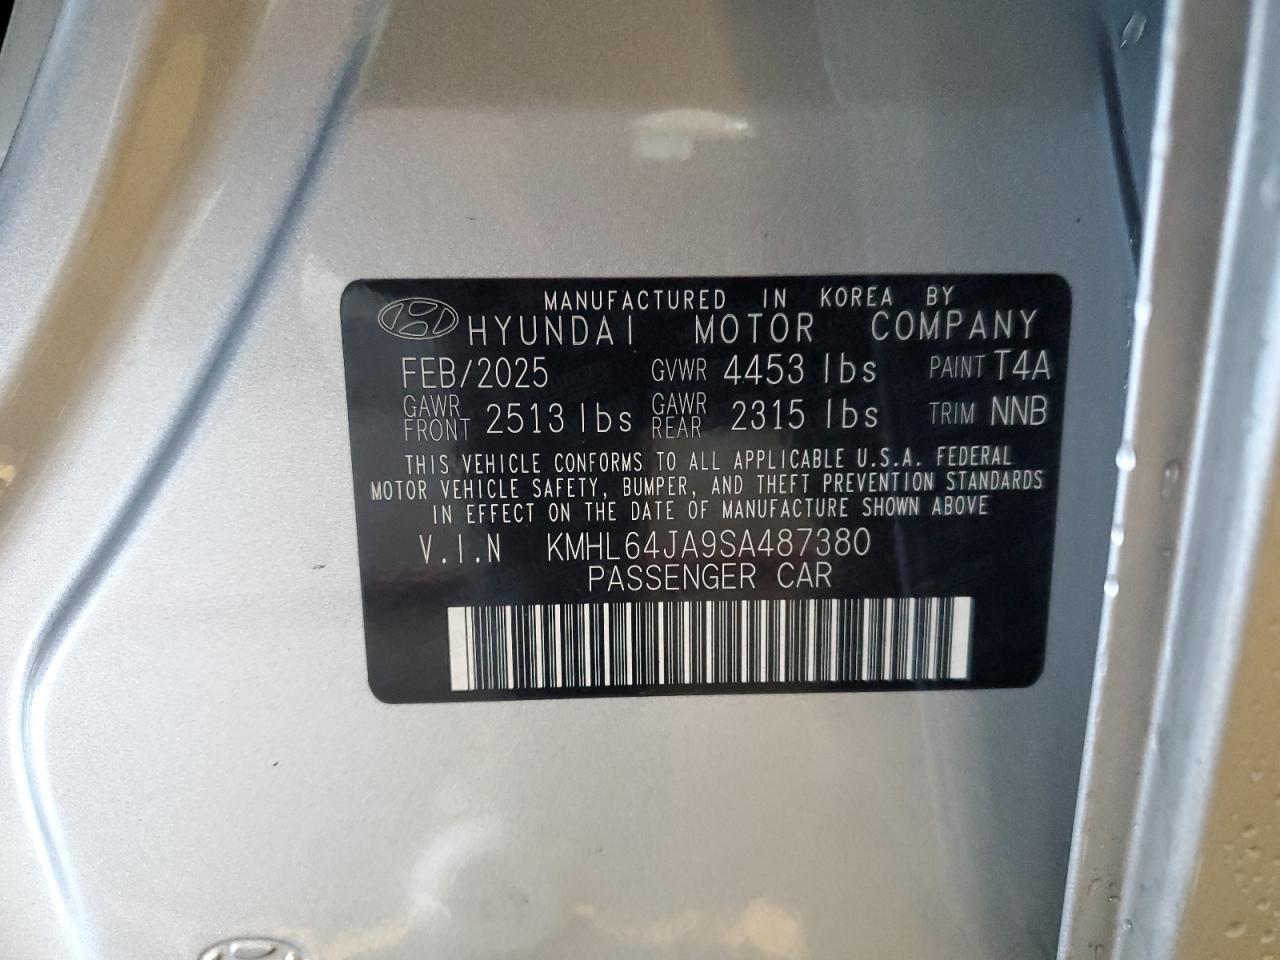 MANUFACTURED IN KOREA BY
HYUNDAI MOTOR COMPANY
FEB/2025 GVWR 4453 lbs PAINT T4A
GAWR FRONT 2513 lbs GAWR REAR 2315 lbs TRIM NNB
THIS VEHICLE CONFORMS TO ALL APPLICABLE U.S.A. FEDERAL
MOTOR VEHICLE SAFETY, BUMPER, AND THEFT PREVENTION STANDARDS
IN EFFECT ON THE DATE OF MANUFACTURE SHOWN ABOVE
V.I.N KMHL64JA9SA487380
PASSENGER CAR